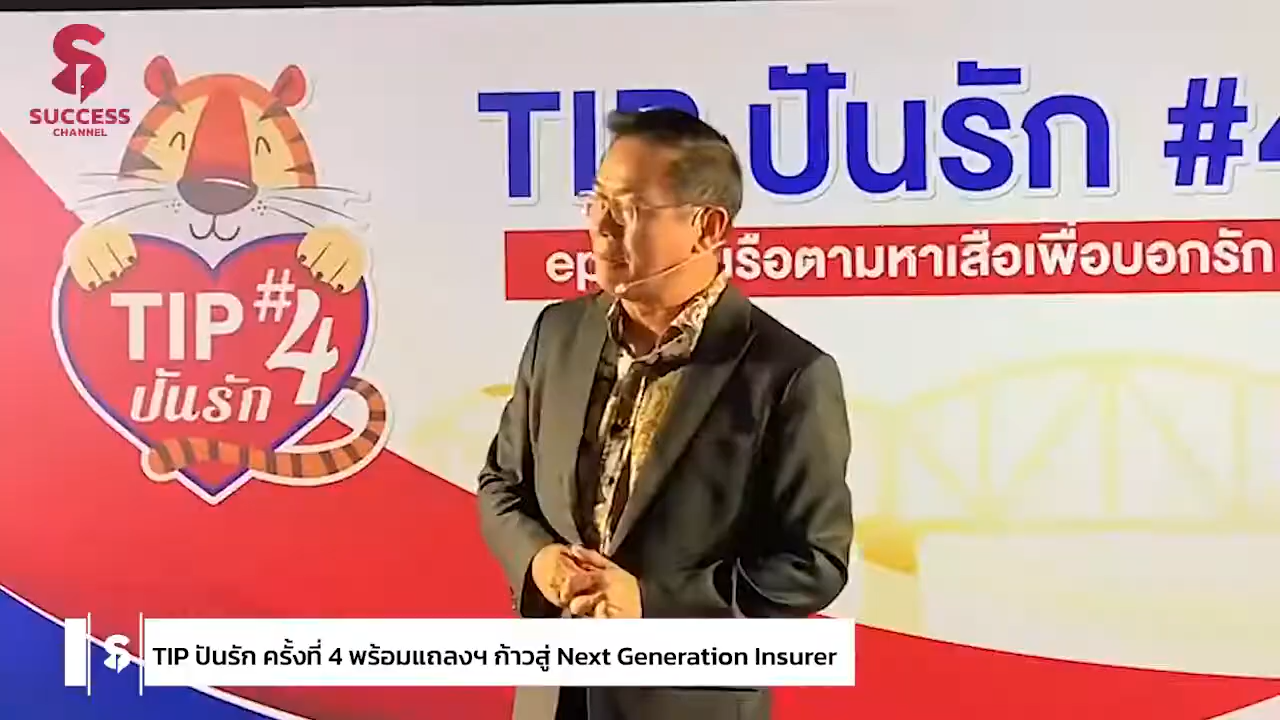 SUCCESS
CHANNEL
TIP ปันรัก #4
ep เรือตามหาเสือเพื่อบอกรัก
TIP #4
ปันรัก
TIP ปันรัก ครั้งที่ 4 พร้อมแถลงฯ ก้าวสู่ Next Generation Insurer